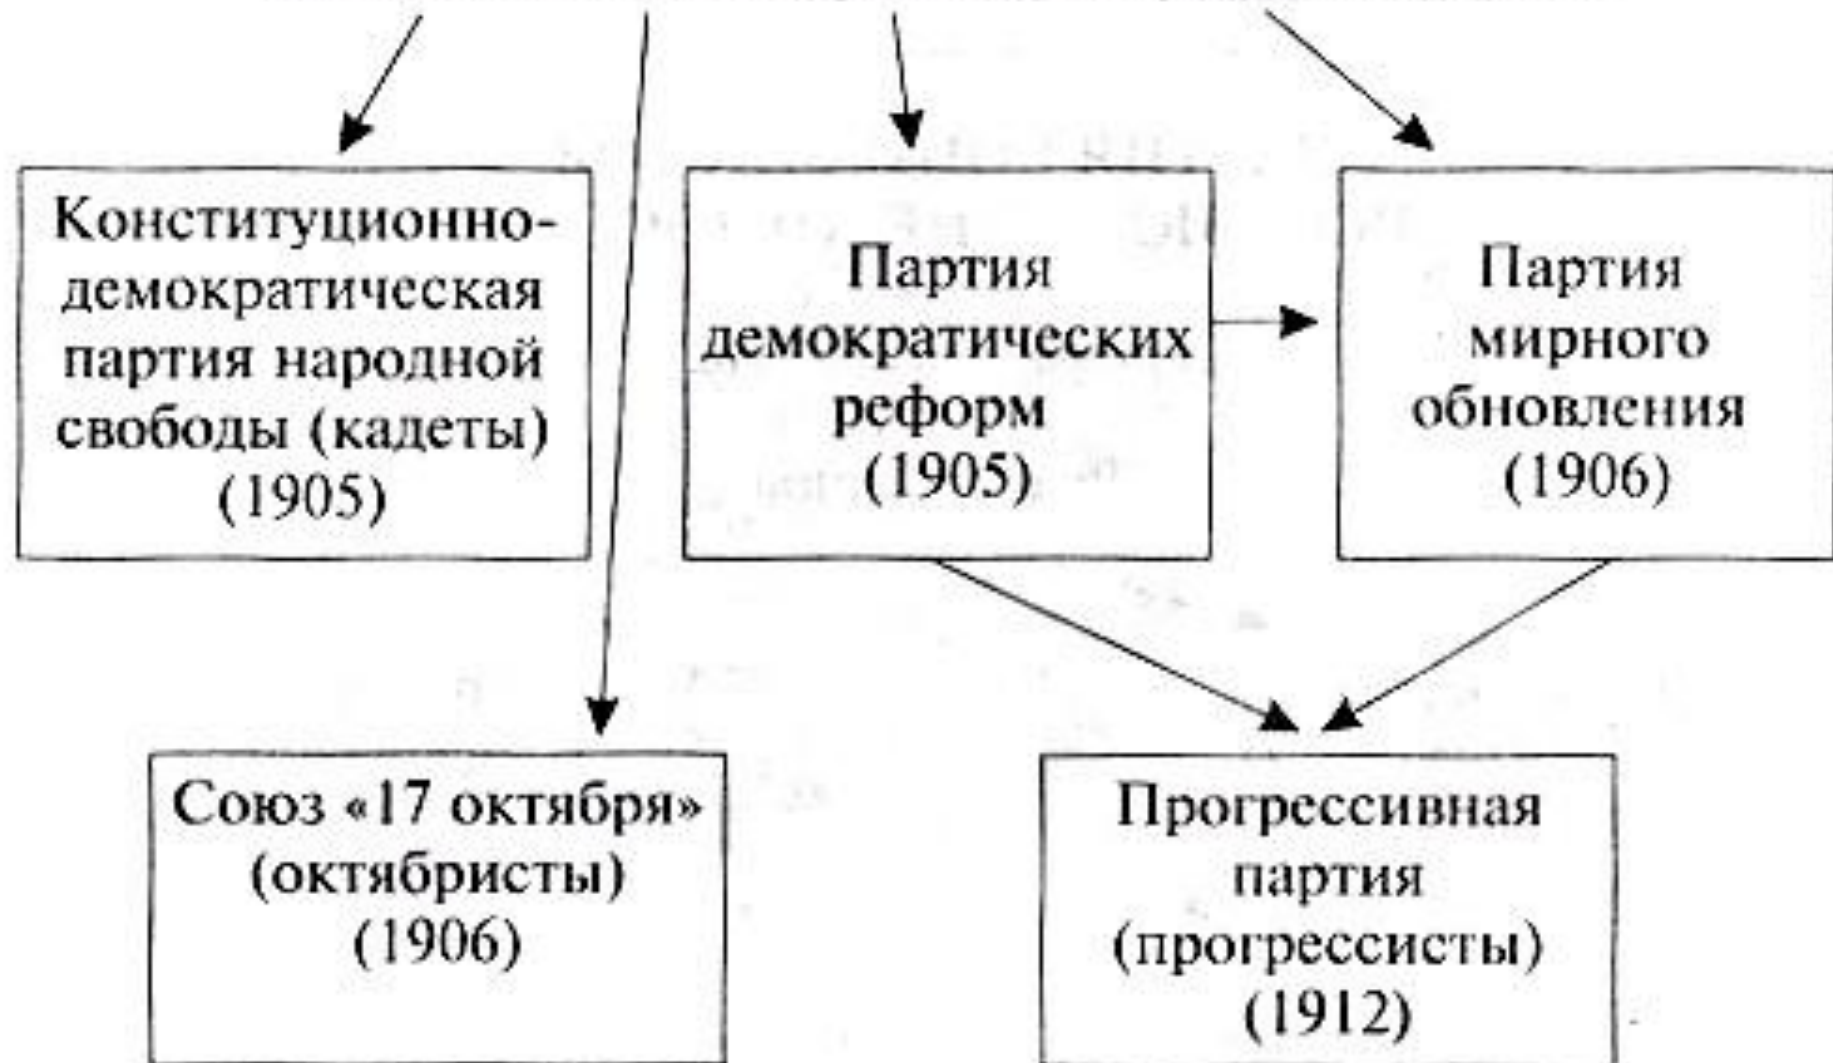 Конституционно-
демократическая
партия народной
свободы (кадеты)
(1905)
Партия
демократических
реформ
(1905)
Партия
мирного
обновления
(1906)
Союз «17 октября»
(октябристы)
(1906)
Прогрессивная
партия
(прогрессисты)
(1912)